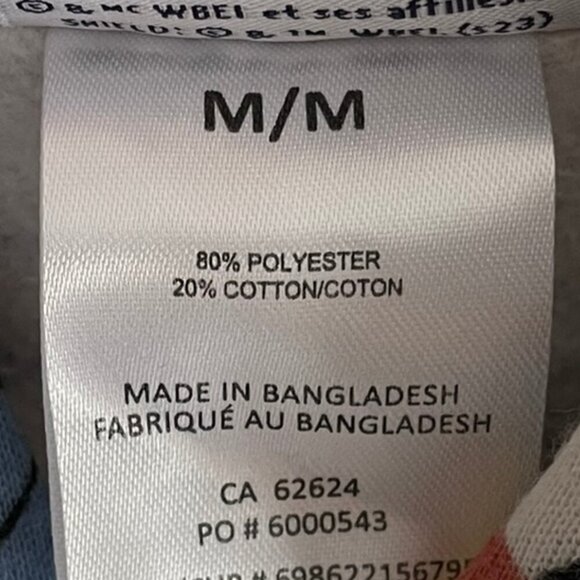 © & MC WBEI et ses affiliés.
SHIELD: © & ™ WBEI (s23)
M/M
80% POLYESTER
20% COTTON/COTON
MADE IN BANGLADESH
FABRIQUÉ AU BANGLADESH
CA 62624
PO # 6000543
# 69862215679